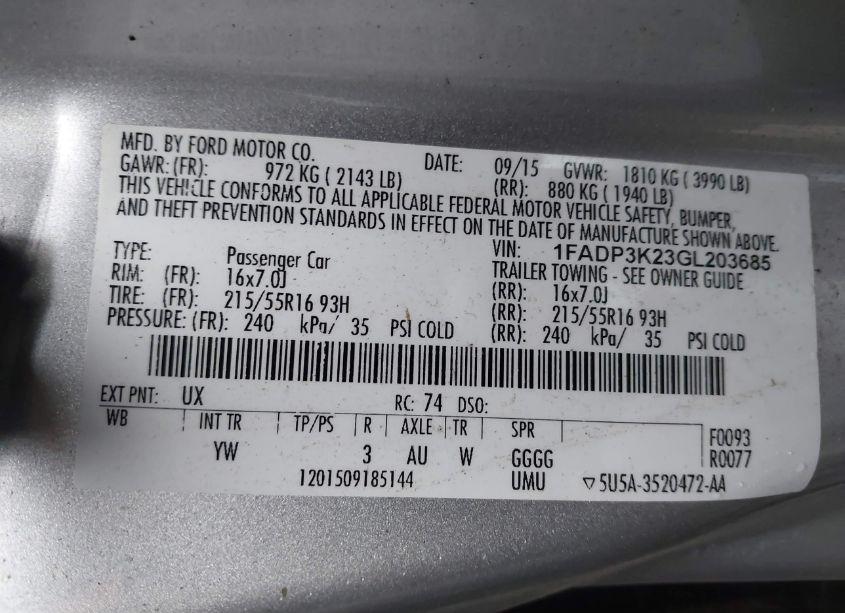 MFD. BY FORD MOTOR CO. DATE: 09/15 GVWR: 1810 KG ( 3990 LB)
GAWR: (FR): 972 KG ( 2143 LB) (RR): 880 KG ( 1940 LB)
THIS VEHICLE CONFORMS TO ALL APPLICABLE FEDERAL MOTOR VEHICLE SAFETY, BUMPER,
AND THEFT PREVENTION STANDARDS IN EFFECT ON THE DATE OF MANUFACTURE SHOWN ABOVE.
VIN: 1FADP3K23GL203685
TYPE: Passenger Car TRAILER TOWING - SEE OWNER GUIDE
RIM: (FR): 16x7.0J (RR): 16x7.0J
TIRE: (FR): 215/55R16 93H (RR): 215/55R16 93H
PRESSURE: (FR): 240 kPa/ 35 PSI COLD (RR): 240 kPa/ 35 PSI COLD
EXT PNT: UX RC: 74 DSO:
WB INT TR TP/PS R AXLE TR SPR F0093
YW 3 AU W GGGG R0077
1201509185144 UMU ▽5U5A-3520472-AA